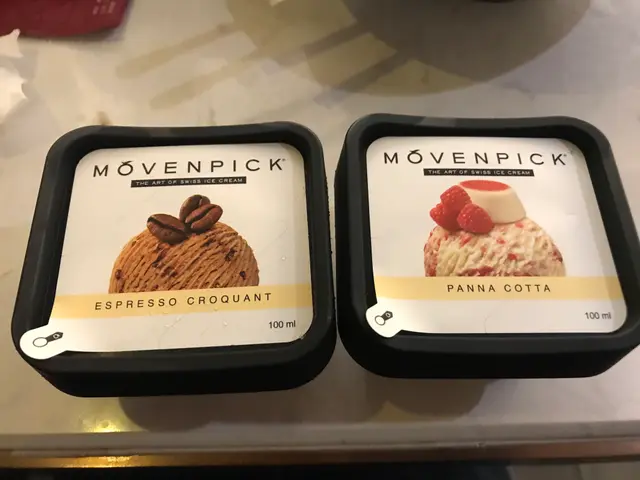 MÖVENPICK®
THE ART OF SWISS ICE CREAM
ESPRESSO CROQUANT
100 ml
MÖVENPICK®
THE ART OF SWISS ICE CREAM
PANNA COTTA
100 ml